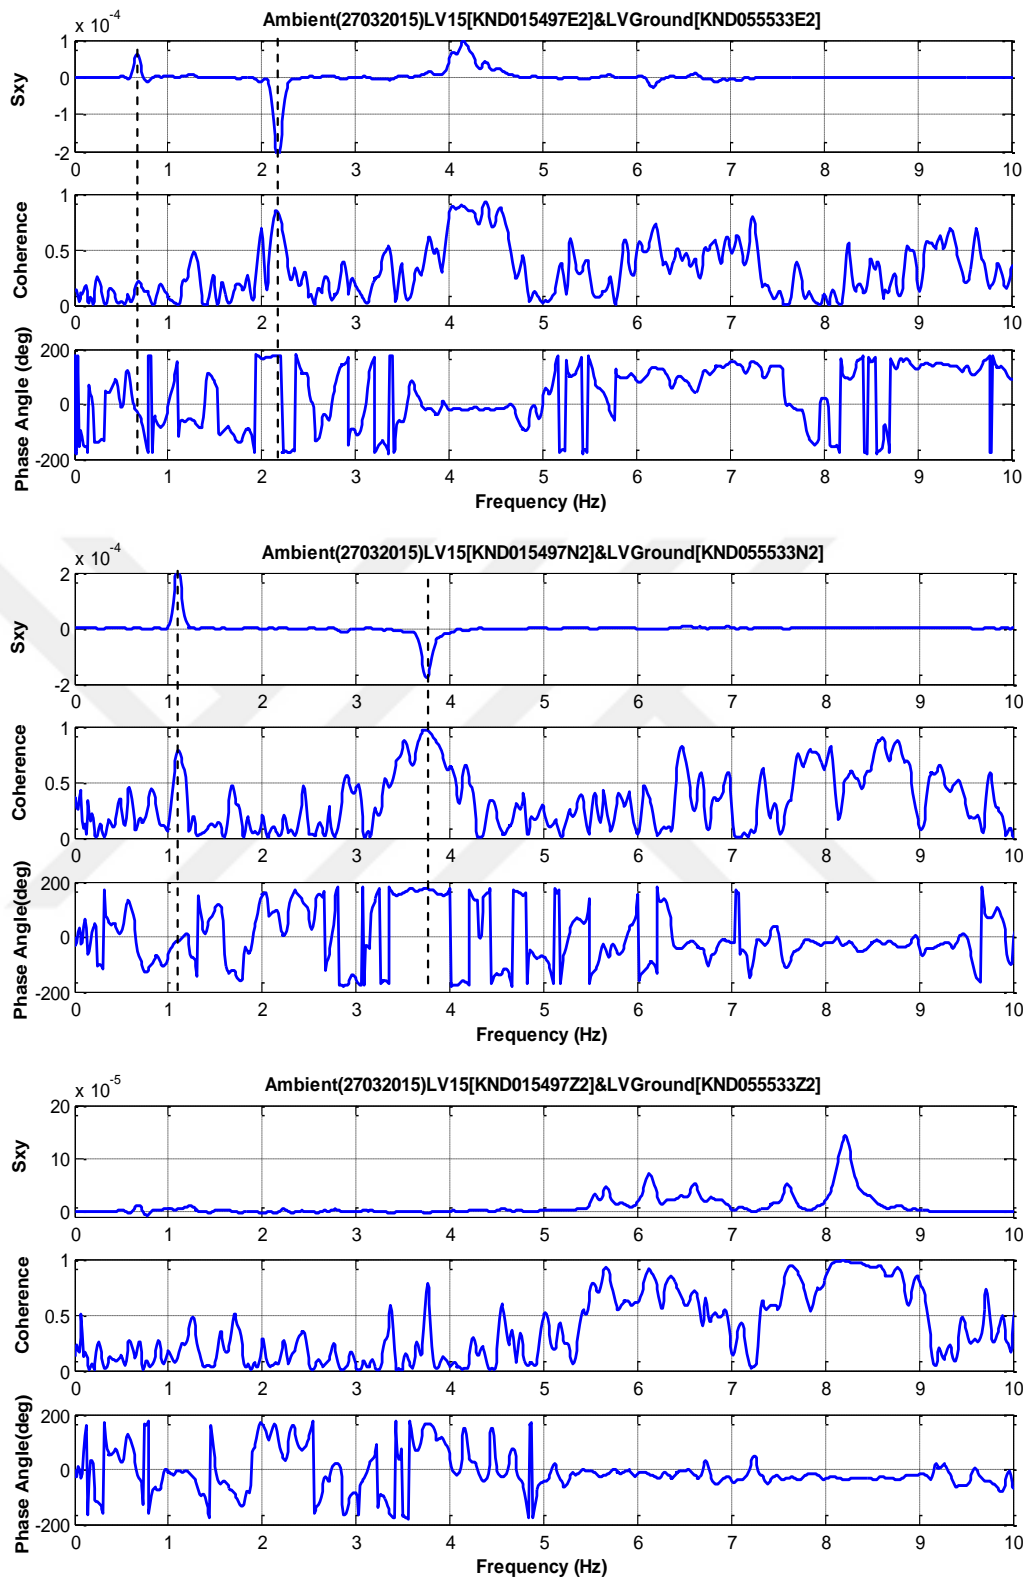 Ambient(27032015)LV15[KND015497E2]&LVGround[KND055533E2]
x 10^-4
1
0
-1
-2
Sxy
0 1 2 3 4 5 6 7 8 9 10
1
0.5
0
Coherence
0 1 2 3 4 5 6 7 8 9 10
200
0
-200
Phase Angle (deg)
0 1 2 3 4 5 6 7 8 9 10
Frequency (Hz)
Ambient(27032015)LV15[KND015497N2]&LVGround[KND055533N2]
x 10^-4
2
0
-2
Sxy
0 1 2 3 4 5 6 7 8 9 10
1
0.5
0
Coherence
0 1 2 3 4 5 6 7 8 9 10
200
0
-200
Phase Angle(deg)
0 1 2 3 4 5 6 7 8 9 10
Frequency (Hz)
Ambient(27032015)LV15[KND015497Z2]&LVGround[KND055533Z2]
x 10^-5
20
10
0
Sxy
0 1 2 3 4 5 6 7 8 9 10
1
0.5
0
Coherence
0 1 2 3 4 5 6 7 8 9 10
200
0
-200
Phase Angle(deg)
0 1 2 3 4 5 6 7 8 9 10
Frequency (Hz)